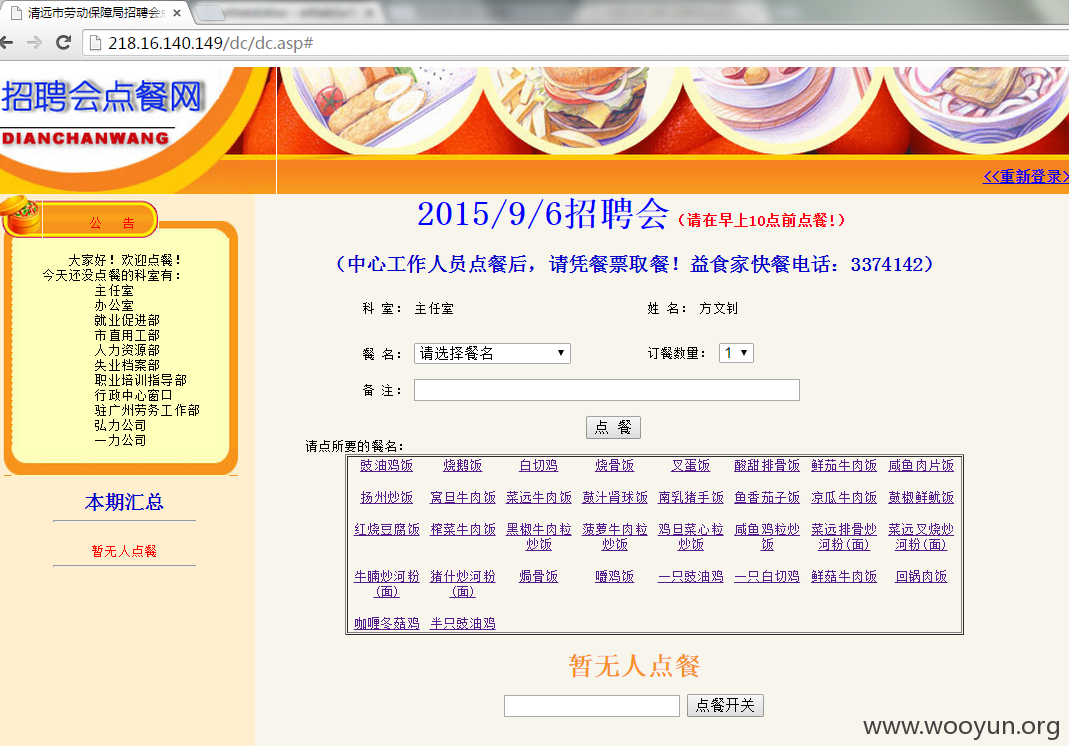 清远市劳动保障局招聘会
218.16.140.149/dc/dc.asp#
招聘会点餐网
DIANCHANWANG
<<重新登录>
公 告
大家好！欢迎点餐！
今天还没点餐的科室有：
主任室
办公室
就业促进部
市直用工部
人力资源部
失业档案部
职业培训指导部
行政中心窗口
驻广州劳务工作部
弘力公司
一力公司
本期汇总
暂无人点餐
2015/9/6招聘会（请在早上10点前点餐!）
（中心工作人员点餐后，请凭餐票取餐！益食家快餐电话：3374142）
科 室： 主任室 姓 名： 方文钊
餐 名： 请选择餐名 订餐数量： 1
备 注：
点 餐
请点所要的餐名：
豉油鸡饭 烧鹅饭 白切鸡 烧骨饭 叉蛋饭 酸甜排骨饭 鲜茄牛肉饭 咸鱼肉片饭
扬州炒饭 窝旦牛肉饭 菜远牛肉饭 鼓汁肾球饭 南乳猪手饭 鱼香茄子饭 凉瓜牛肉饭 鼓椒鲜鱿饭
红烧豆腐饭 榨菜牛肉饭 黑椒牛肉粒炒饭 菠萝牛肉粒炒饭 鸡旦菜心粒炒饭 咸鱼鸡粒炒饭 菜远排骨炒河粉(面) 菜远叉烧炒河粉(面)
牛腩炒河粉(面) 猪什炒河粉(面) 焗骨饭 嚼鸡饭 一只豉油鸡 一只白切鸡 鲜菇牛肉饭 回锅肉饭
咖喱冬菇鸡 半只豉油鸡
暂无人点餐
点餐开关
www.wooyun.org